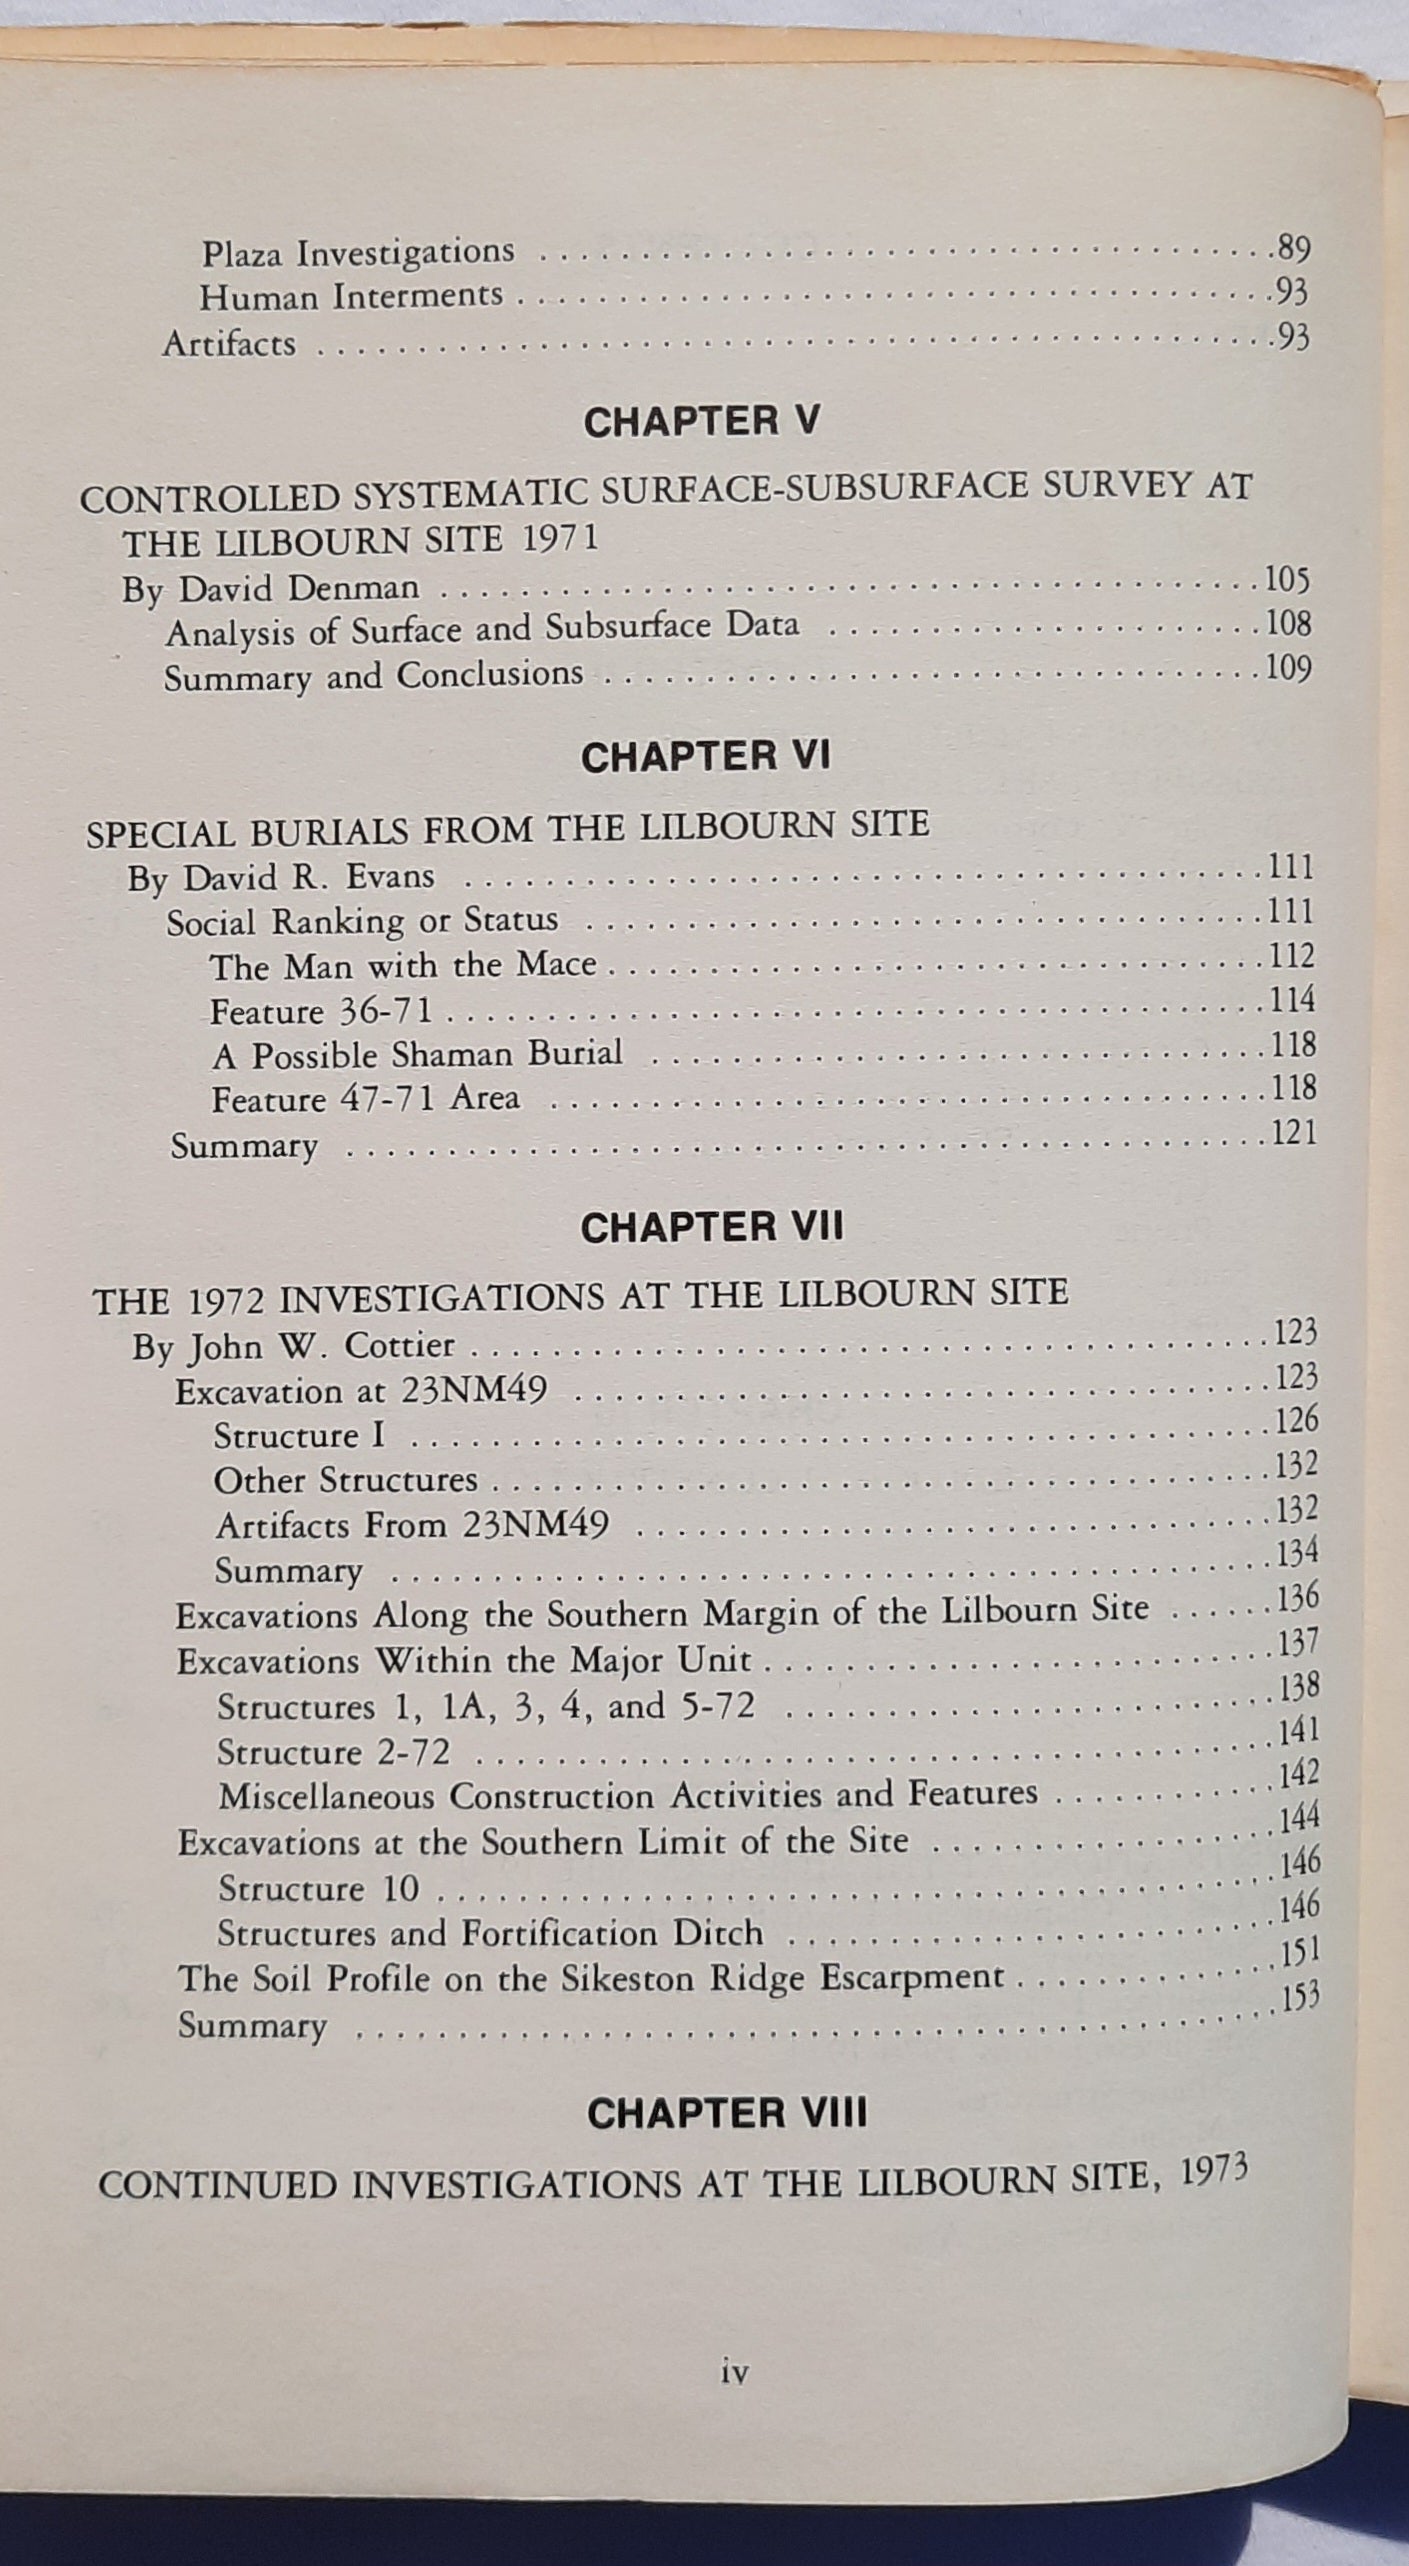 Plaza Investigations . . . . . . . . . . . . . . . . . . . . . . . . . . . . . . . . . . . . .89
Human Interments . . . . . . . . . . . . . . . . . . . . . . . . . . . . . . . . . . . . . .93
Artifacts . . . . . . . . . . . . . . . . . . . . . . . . . . . . . . . . . . . . . . . . . . . . . . .93
CHAPTER V
CONTROLLED SYSTEMATIC SURFACE-SUBSURFACE SURVEY AT
THE LILBOURN SITE 1971
By David Denman . . . . . . . . . . . . . . . . . . . . . . . . . . . . . . . . . . . . . . . . .105
Analysis of Surface and Subsurface Data . . . . . . . . . . . . . . . . . . . . . .108
Summary and Conclusions . . . . . . . . . . . . . . . . . . . . . . . . . . . . . . . . .109
CHAPTER VI
SPECIAL BURIALS FROM THE LILBOURN SITE
By David R. Evans . . . . . . . . . . . . . . . . . . . . . . . . . . . . . . . . . . . . . . . .111
Social Ranking or Status . . . . . . . . . . . . . . . . . . . . . . . . . . . . . . . . . .111
The Man with the Mace . . . . . . . . . . . . . . . . . . . . . . . . . . . . . . . . .112
Feature 36-71 . . . . . . . . . . . . . . . . . . . . . . . . . . . . . . . . . . . . . . . . .114
A Possible Shaman Burial . . . . . . . . . . . . . . . . . . . . . . . . . . . . . . .118
Feature 47-71 Area . . . . . . . . . . . . . . . . . . . . . . . . . . . . . . . . . . . .118
Summary . . . . . . . . . . . . . . . . . . . . . . . . . . . . . . . . . . . . . . . . . . . . . .121
CHAPTER VII
THE 1972 INVESTIGATIONS AT THE LILBOURN SITE
By John W. Cottier . . . . . . . . . . . . . . . . . . . . . . . . . . . . . . . . . . . . . . . .123
Excavation at 23NM49 . . . . . . . . . . . . . . . . . . . . . . . . . . . . . . . . . . .123
Structure I . . . . . . . . . . . . . . . . . . . . . . . . . . . . . . . . . . . . . . . . . . .126
Other Structures . . . . . . . . . . . . . . . . . . . . . . . . . . . . . . . . . . . . . . .132
Artifacts From 23NM49 . . . . . . . . . . . . . . . . . . . . . . . . . . . . . . . .132
Summary . . . . . . . . . . . . . . . . . . . . . . . . . . . . . . . . . . . . . . . . . . . .134
Excavations Along the Southern Margin of the Lilbourn Site . . . . . .136
Excavations Within the Major Unit . . . . . . . . . . . . . . . . . . . . . . . . . .137
Structures 1, 1A, 3, 4, and 5-72 . . . . . . . . . . . . . . . . . . . . . . . . .138
Structure 2-72 . . . . . . . . . . . . . . . . . . . . . . . . . . . . . . . . . . . . . . . .141
Miscellaneous Construction Activities and Features . . . . . . . . . . .142
Excavations at the Southern Limit of the Site . . . . . . . . . . . . . . . . .144
Structure 10 . . . . . . . . . . . . . . . . . . . . . . . . . . . . . . . . . . . . . . . . . .146
Structures and Fortification Ditch . . . . . . . . . . . . . . . . . . . . . . . .146
The Soil Profile on the Sikeston Ridge Escarpment . . . . . . . . . . . . .151
Summary . . . . . . . . . . . . . . . . . . . . . . . . . . . . . . . . . . . . . . . . . . . . . .153
CHAPTER VIII
CONTINUED INVESTIGATIONS AT THE LILBOURN SITE, 1973
iv